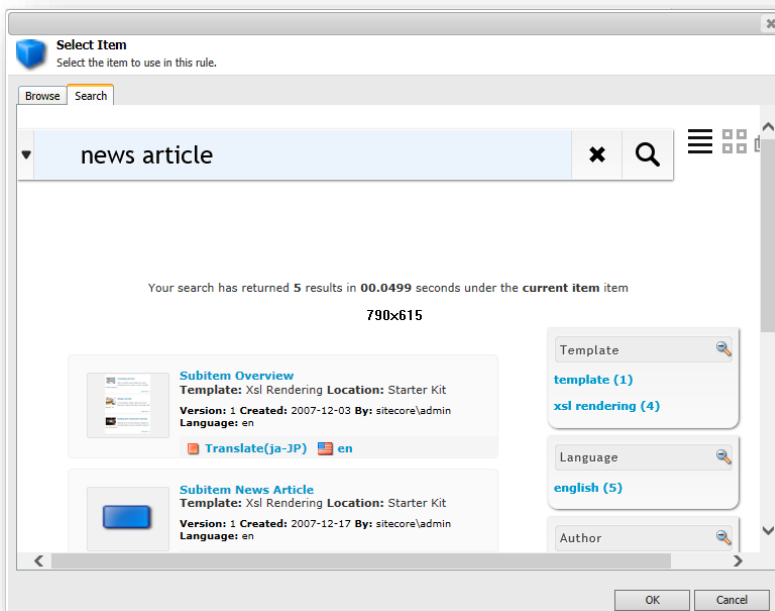 Select Item
Select the item to use in this rule.
Browse Search
news article
Your search has returned 5 results in 00.0499 seconds under the current item item
790x615
Subitem Overview
Template: Xsl Rendering Location: Starter Kit
Version: 1 Created: 2007-12-03 By: sitecore\admin
Language: en
Translate(ja-JP) en
Subitem News Article
Template: Xsl Rendering Location: Starter Kit
Version: 1 Created: 2007-12-17 By: sitecore\admin
Language: en
Template
template (1)
xsl rendering (4)
Language
english (5)
Author
OK Cancel